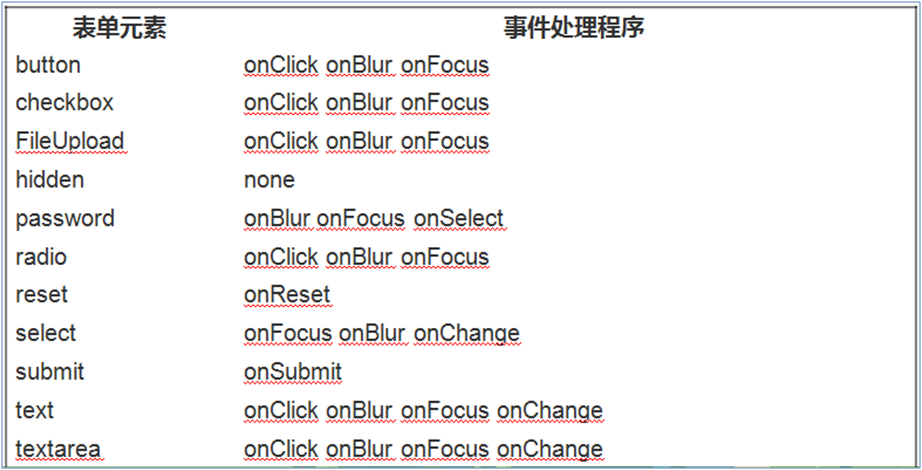 表单元素 事件处理程序
button onClick onBlur onFocus
checkbox onClick onBlur onFocus
FileUpload onClick onBlur onFocus
hidden none
password onBlur onFocus onSelect
radio onClick onBlur onFocus
reset onReset
select onFocus onBlur onChange
submit onSubmit
text onClick onBlur onFocus onChange
textarea onClick onBlur onFocus onChange